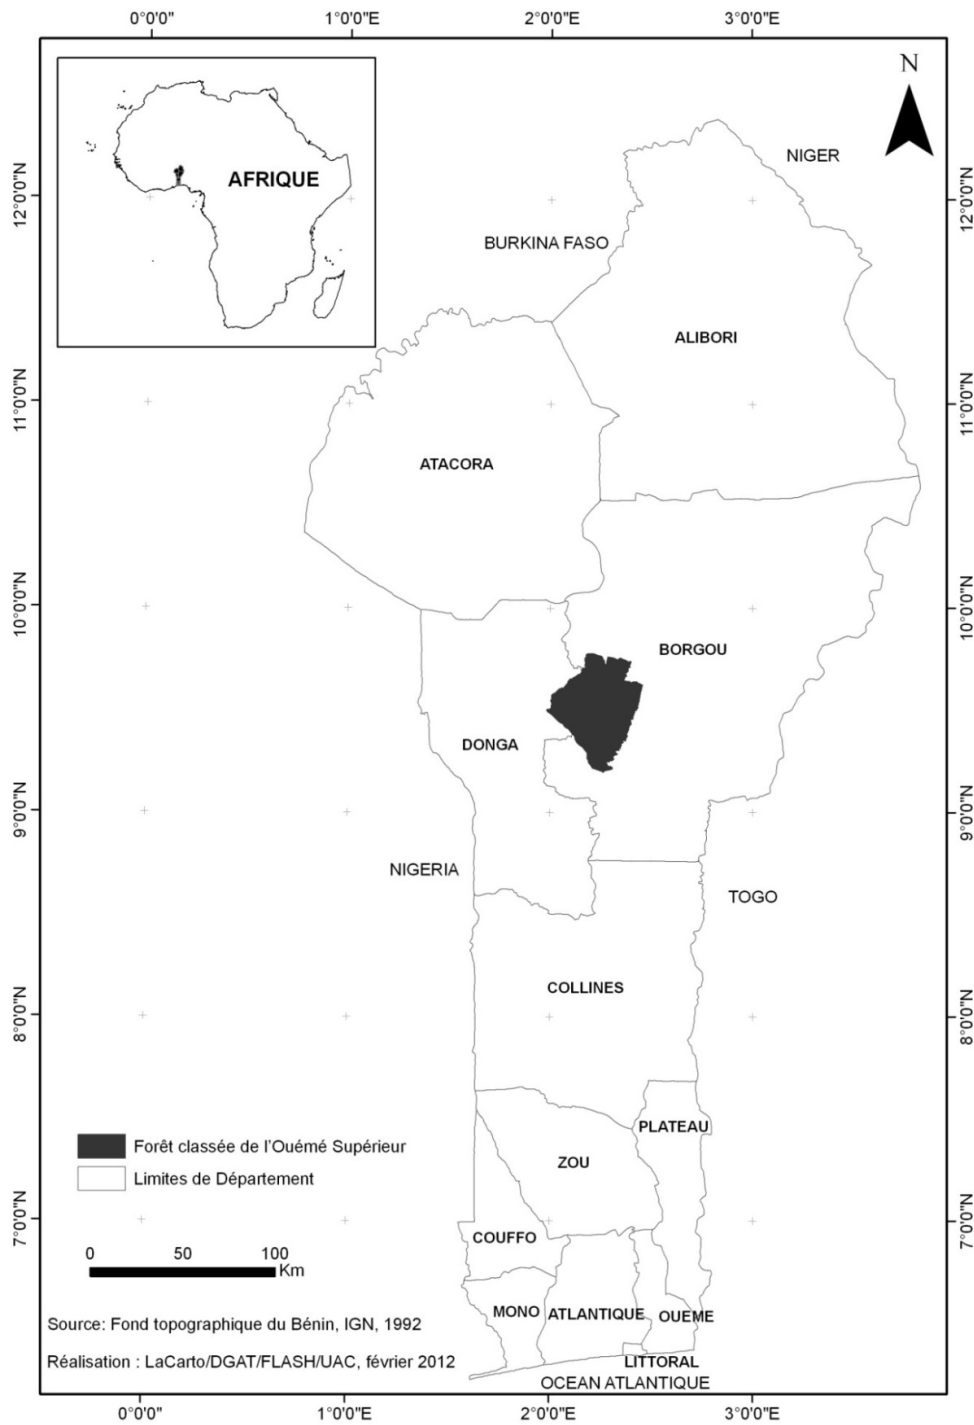 0°0'0" 1°0'0"E 2°0'0"E 3°0'0"E
N
AFRIQUE
NIGER
12°0'0"N 12°0'0"N
BURKINA FASO
ALIBORI
11°0'0"N 11°0'0"N
ATACORA
10°0'0"N 10°0'0"N
BORGOU
DONGA
9°0'0"N 9°0'0"N
NIGERIA
TOGO
COLLINES
8°0'0"N 8°0'0"N
PLATEAU
Forêt classée de l'Ouémé Supérieur
ZOU
Limites de Département
7°0'0"N 7°0'0"N
COUFFO
0 50 100
Km
MONO ATLANTIQUE OUEME
Source: Fond topographique du Bénin, IGN, 1992
Réalisation : LaCarto/DGAT/FLASH/UAC, février 2012
LITTORAL
OCEAN ATLANTIQUE
0°0'0" 1°0'0"E 2°0'0"E 3°0'0"E